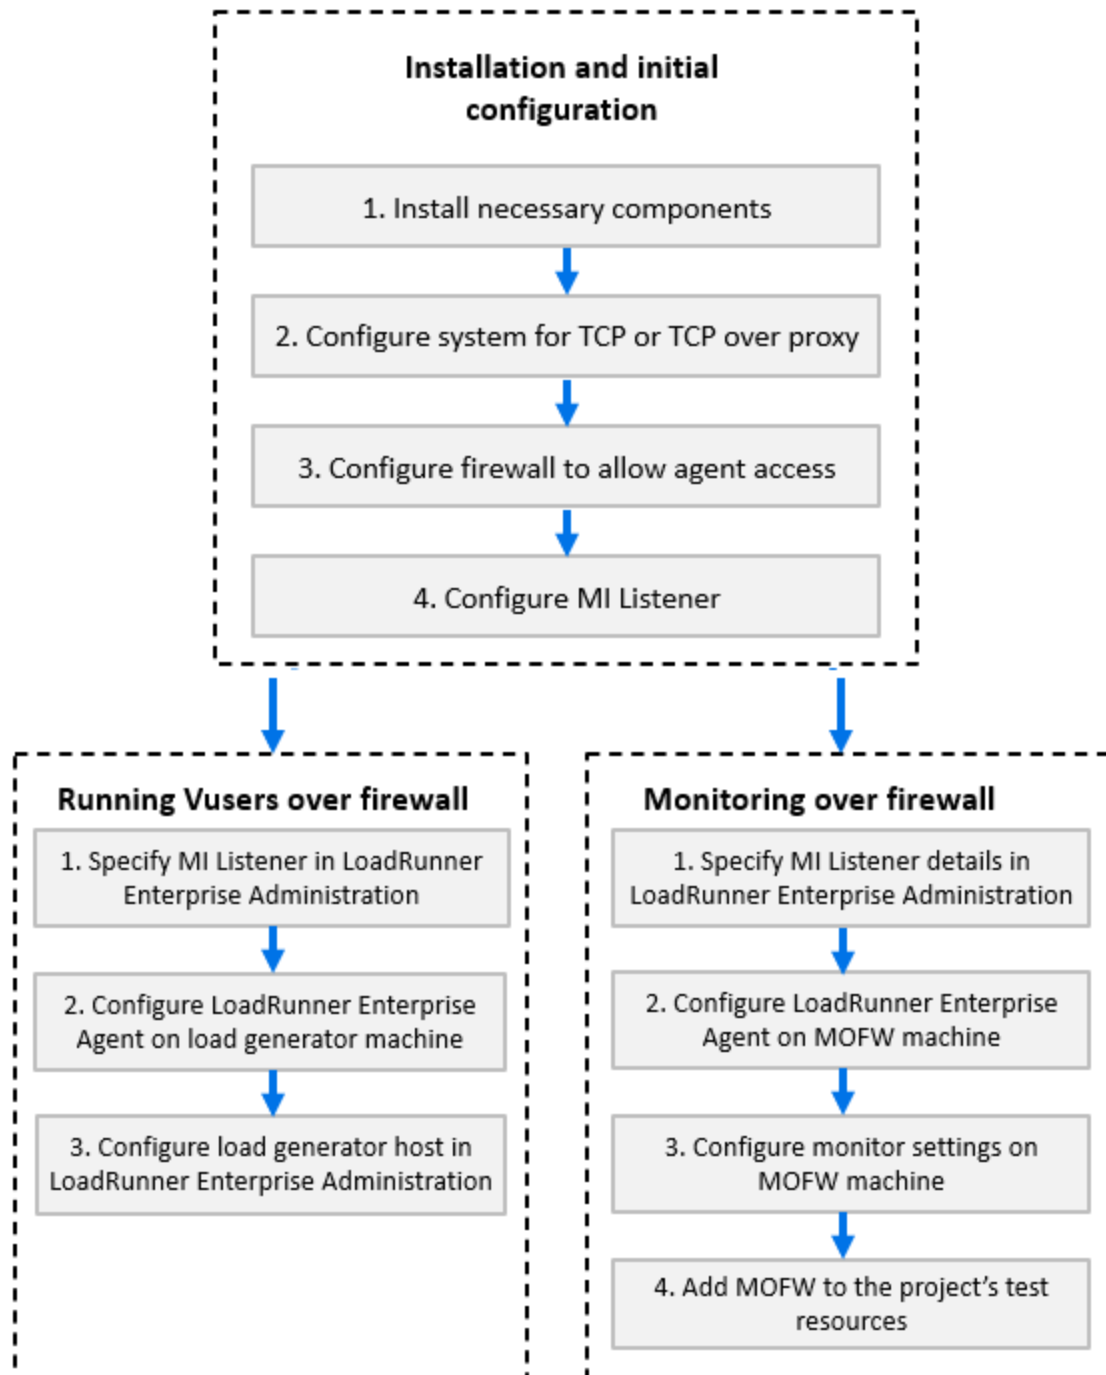 Installation and initial
configuration
1. Install necessary components
2. Configure system for TCP or TCP over proxy
3. Configure firewall to allow agent access
4. Configure MI Listener
Running Vusers over firewall
1. Specify MI Listener in LoadRunner
Enterprise Administration
2. Configure LoadRunner Enterprise
Agent on load generator machine
3. Configure load generator host in
LoadRunner Enterprise Administration
Monitoring over firewall
1. Specify MI Listener details in
LoadRunner Enterprise Administration
2. Configure LoadRunner Enterprise
Agent on MOFW machine
3. Configure monitor settings on
MOFW machine
4. Add MOFW to the project’s test
resources